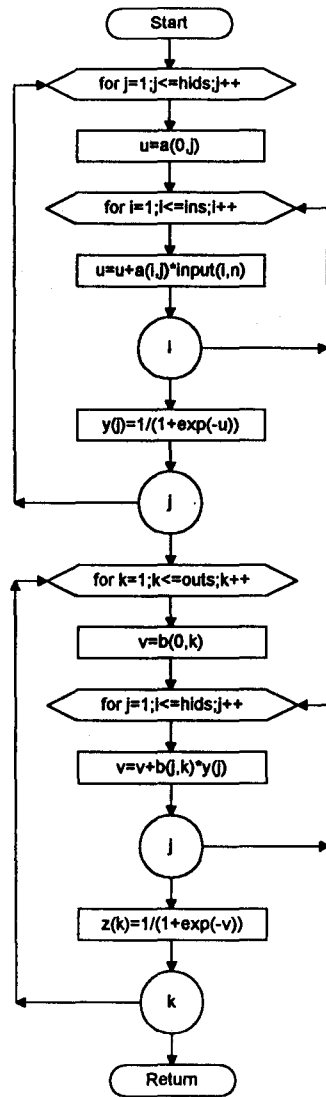 Start
for j=1;j<=hids;j++
u=a(0,j)
for i=1;i<=ins;i++
u=u+a(i,j)*input(i,n)
i
y(j)=1/(1+exp(-u))
j
for k=1;k<=outs;k++
v=b(0,k)
for j=1;i<=hids;j++
v=v+b(j,k)*y(j)
j
z(k)=1/(1+exp(-v))
k
Return